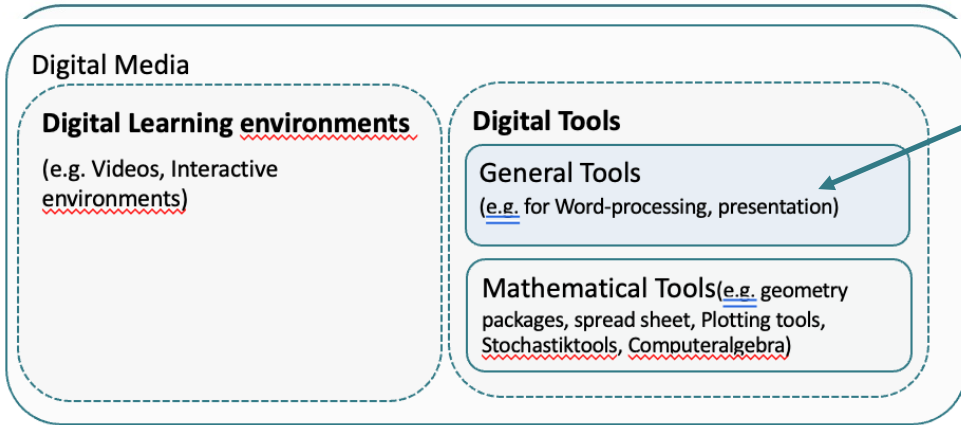 Digital Media
Digital Learning environments
(e.g. Videos, Interactive
environments)
Digital Tools
General Tools
(e.g. for Word-processing, presentation)
Mathematical Tools(e.g. geometry
packages, spread sheet, Plotting tools,
Stochastiktools, Computeralgebra)